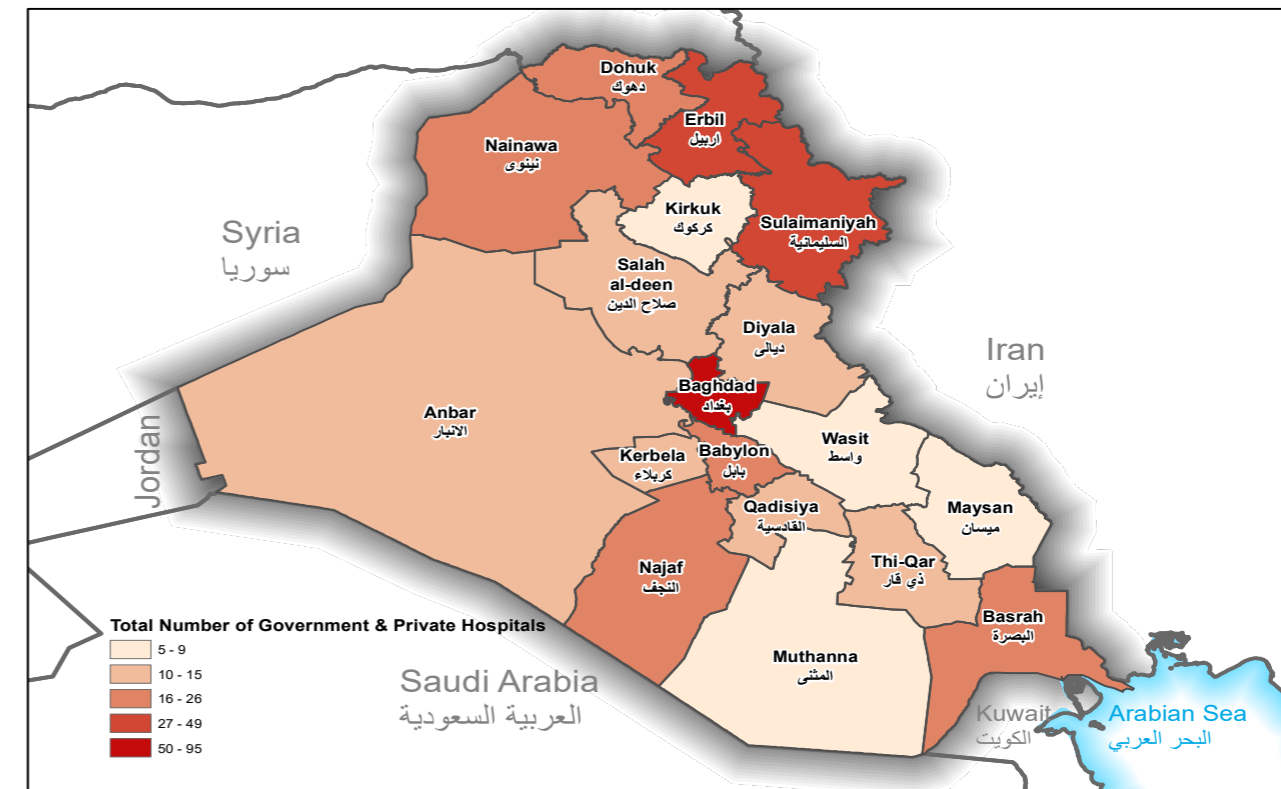 Dohuk
دهوك
Erbil
اربيل
Nainawa
نينوى
Kirkuk
كركوك
Sulaimaniyah
السليمانية
Syria
سوريا
Salah
al-deen
صلاح الدين
Diyala
ديالى
Iran
إيران
Baghdad
بغداد
Anbar
الانبار
Jordan
Wasit
واسط
Kerbela
كربلاء
Babylon
بابل
Qadisiya
القادسية
Maysan
ميسان
Thi-Qar
ذي قار
Najaf
النجف
Basrah
البصرة
Muthanna
المثنى
Total Number of Government & Private Hospitals
5 - 9
10 - 15
16 - 26
27 - 49
50 - 95
Saudi Arabia
العربية السعودية
Kuwait
الكويت
Arabian Sea
البحر العربي